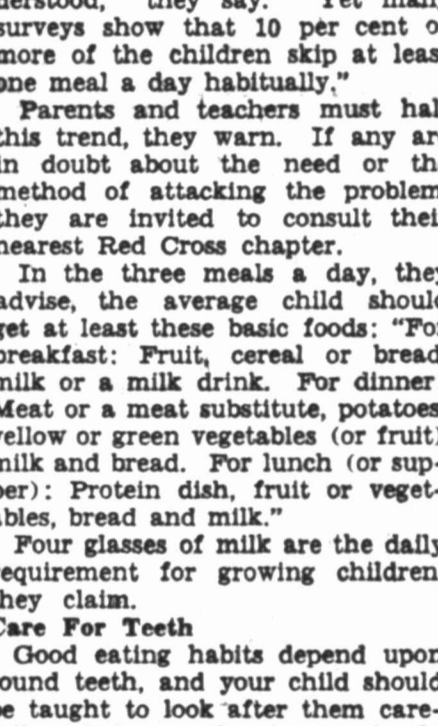 derstood," they say. "Yet many
surveys show that 10 per cent o
more of the children skip at leas
one meal a day habitually."
Parents and teachers must hal
this trend, they warn. If any ar
in doubt about the need or th
method of attacking the problem
they are invited to consult thei
nearest Red Cross chapter.
In the three meals a day, they
advise, the average child should
get at least these basic foods: "For
breakfast: Fruit, cereal or bread
milk or a milk drink. For dinner
Meat or a meat substitute, potatoes
yellow or green vegetables (or fruit)
milk and bread. For lunch (or sup-
per): Protein dish, fruit or veget-
ables, bread and milk."
Four glasses of milk are the daily
requirement for growing children
they claim.
Care For Teeth
Good eating habits depend upon
sound teeth, and your child should
be taught to look after them care-